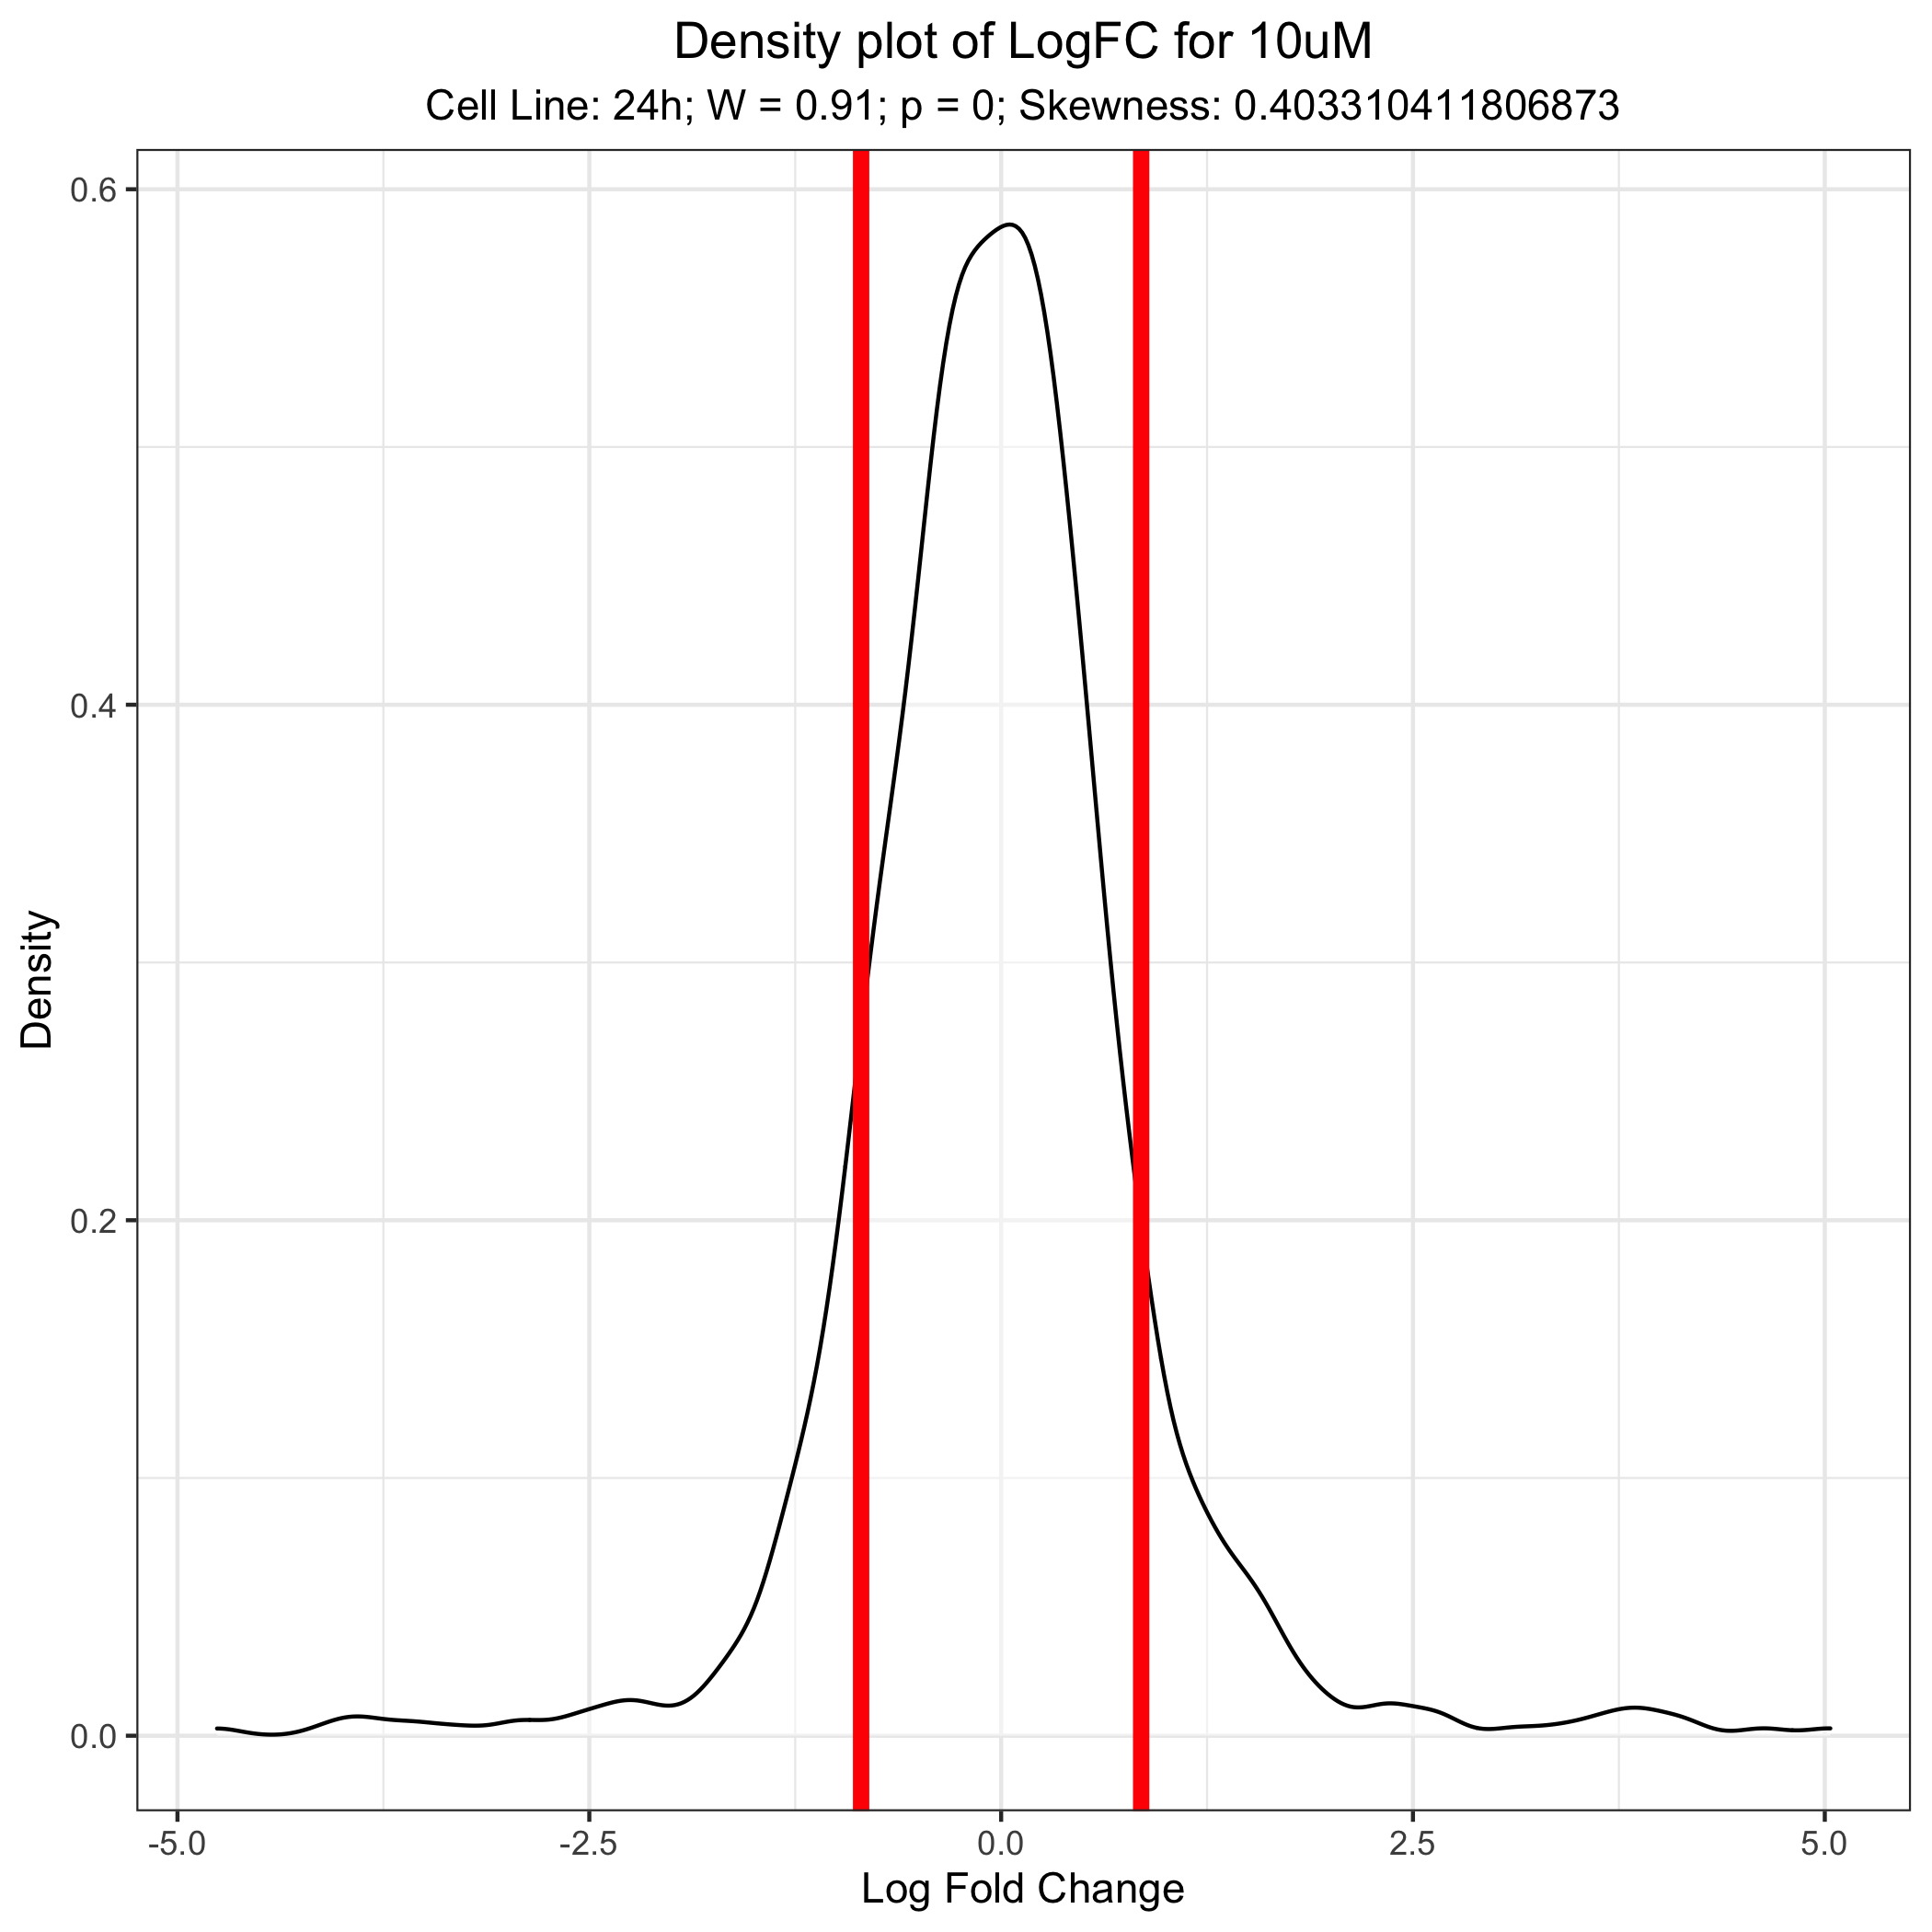 Density plot of LogFC for 10uM
Cell Line: 24h; W = 0.91; p = 0; Skewness: 0.403310411806873
0.6
0.4
0.2
0.0
Density
-5.0
-2.5
0.0
2.5
5.0
Log Fold Change